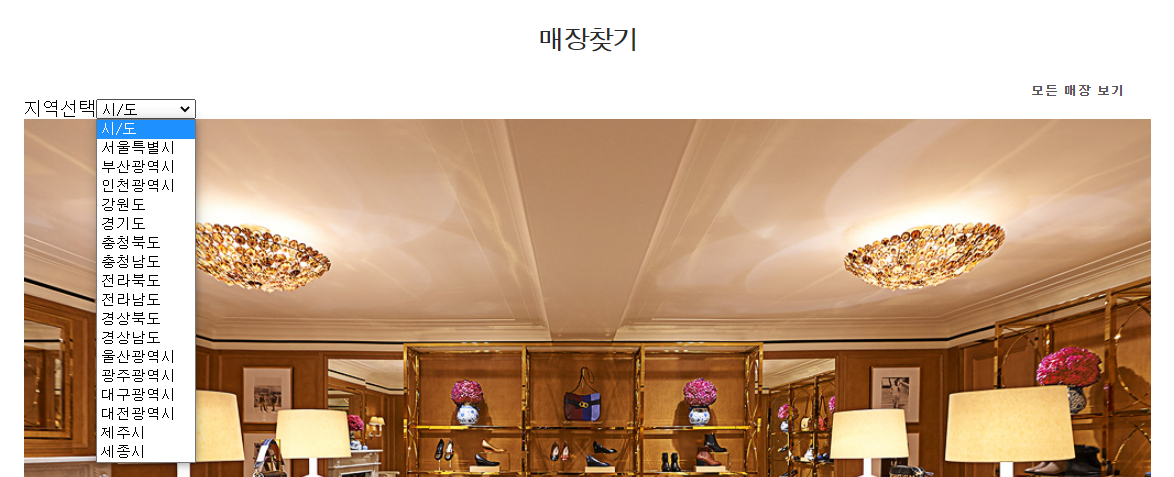 매장찾기
모든 매장 보기
지역선택 시/도
시/도
서울특별시
부산광역시
인천광역시
강원도
경기도
충청북도
충청남도
전라북도
전라남도
경상북도
경상남도
울산광역시
광주광역시
대구광역시
대전광역시
제주시
세종시